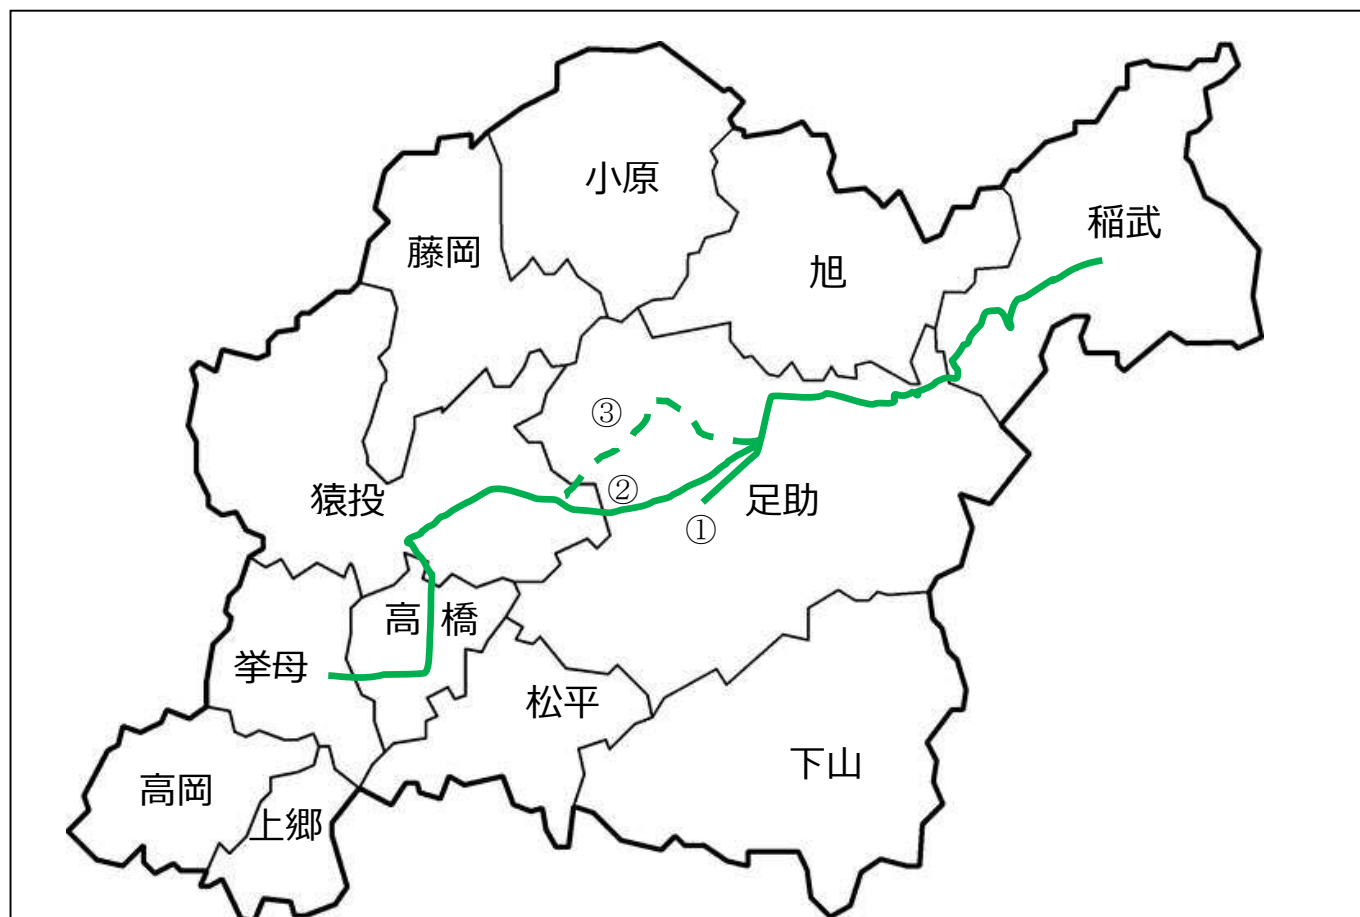 小原
稲武
藤岡
旭
③
②
猿投
足助
①
高橋
挙母
松平
下山
高岡
上郷